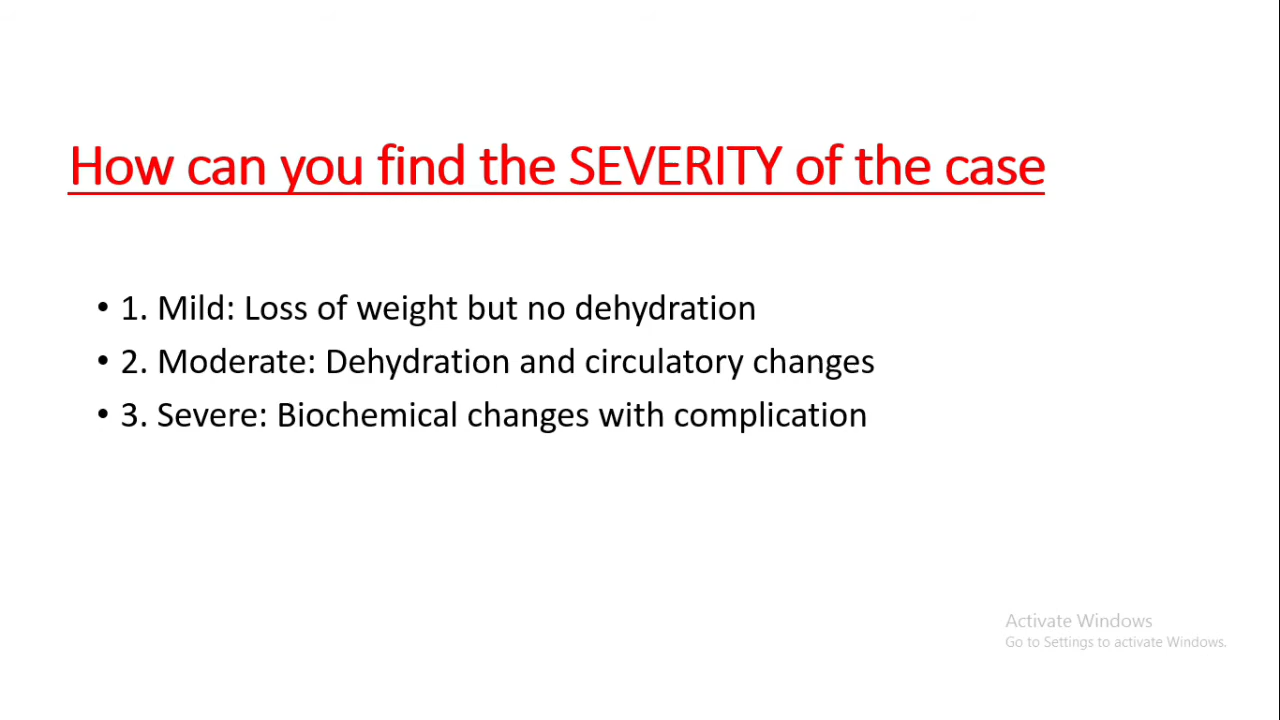 How can you find the SEVERITY of the case
• 1. Mild: Loss of weight but no dehydration
• 2. Moderate: Dehydration and circulatory changes
• 3. Severe: Biochemical changes with complication
Activate Windows
Go to Settings to activate Windows.